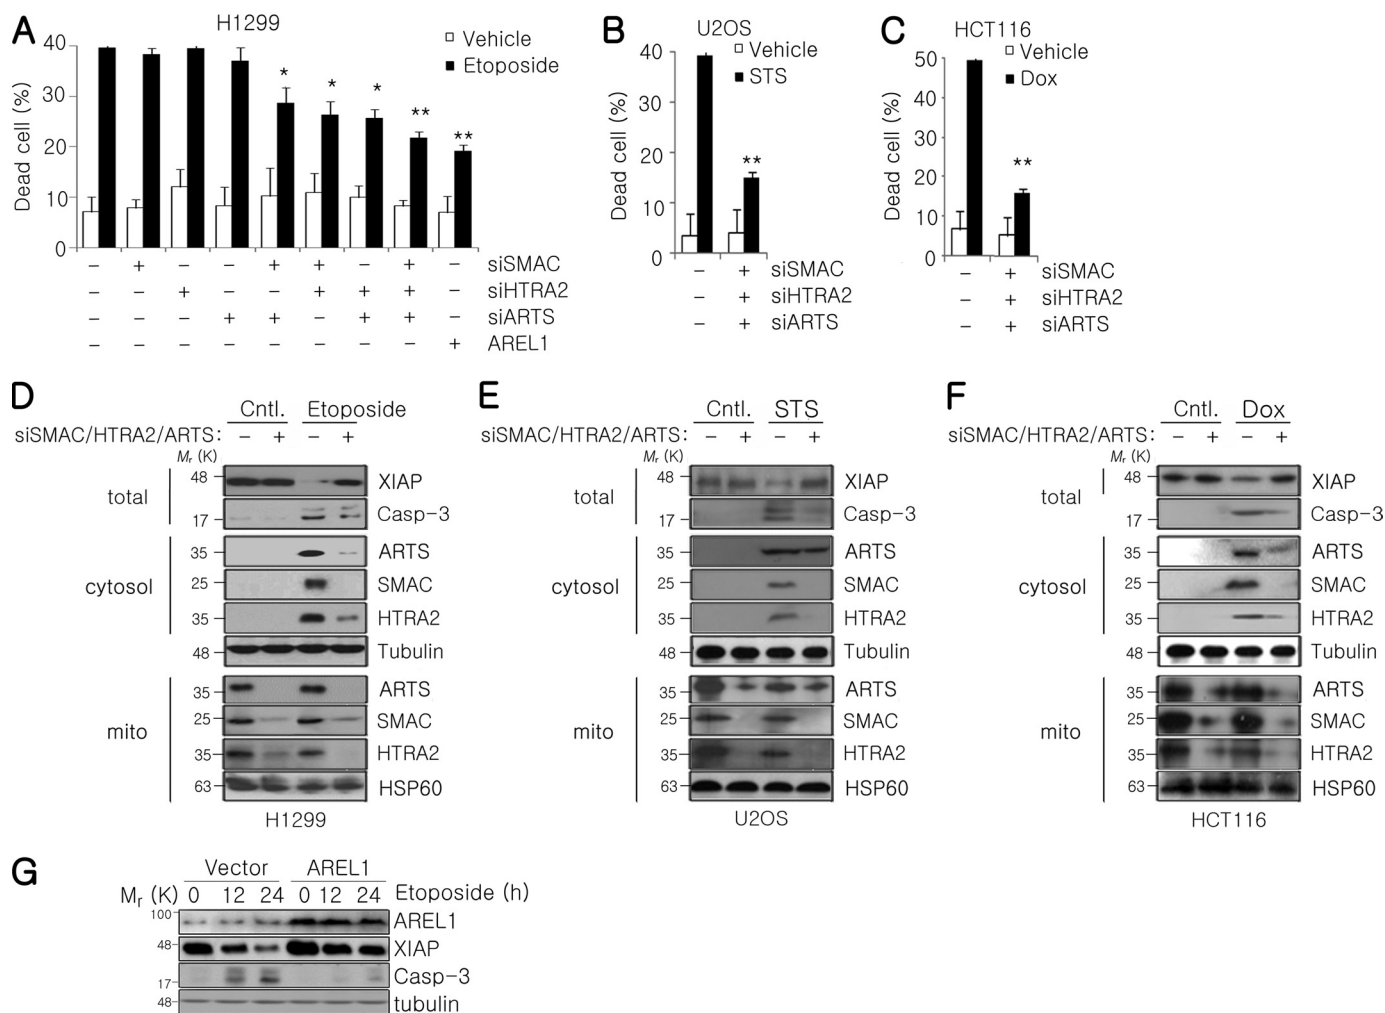 A
H1299
Vehicle
Etoposide
Dead cell (%)
40
30
20
10
0
* * * ** **
– + – – + + – + – siSMAC
– – + – – + + + – siHTRA2
– – – + + – + + – siARTS
– – – – – – – – + AREL1
B
U2OS
Vehicle
STS
Dead cell (%)
40
30
20
10
0
**
– + siSMAC
– + siHTRA2
– + siARTS
C
HCT116
Vehicle
Dox
Dead cell (%)
50
40
30
20
10
0
**
– + siSMAC
– + siHTRA2
– + siARTS
D
Cntl. Etoposide
siSMAC/HTRA2/ARTS: – + – +
Mr (K)
total
48 XIAP
17 Casp-3
cytosol
35 ARTS
25 SMAC
35 HTRA2
48 Tubulin
mito
35 ARTS
25 SMAC
35 HTRA2
63 HSP60
H1299
E
Cntl. STS
siSMAC/HTRA2/ARTS: – + – +
Mr (K)
total
48 XIAP
17 Casp-3
cytosol
35 ARTS
25 SMAC
35 HTRA2
48 Tubulin
mito
35 ARTS
25 SMAC
35 HTRA2
63 HSP60
U2OS
F
Cntl. Dox
siSMAC/HTRA2/ARTS: – + – +
Mr (K)
total
48 XIAP
17 Casp-3
cytosol
35 ARTS
25 SMAC
35 HTRA2
48 Tubulin
mito
35 ARTS
25 SMAC
35 HTRA2
63 HSP60
HCT116
G
Vector AREL1
Mr (K) 0 12 24 0 12 24 Etoposide (h)
100 AREL1
48 XIAP
17 Casp-3
48 tubulin